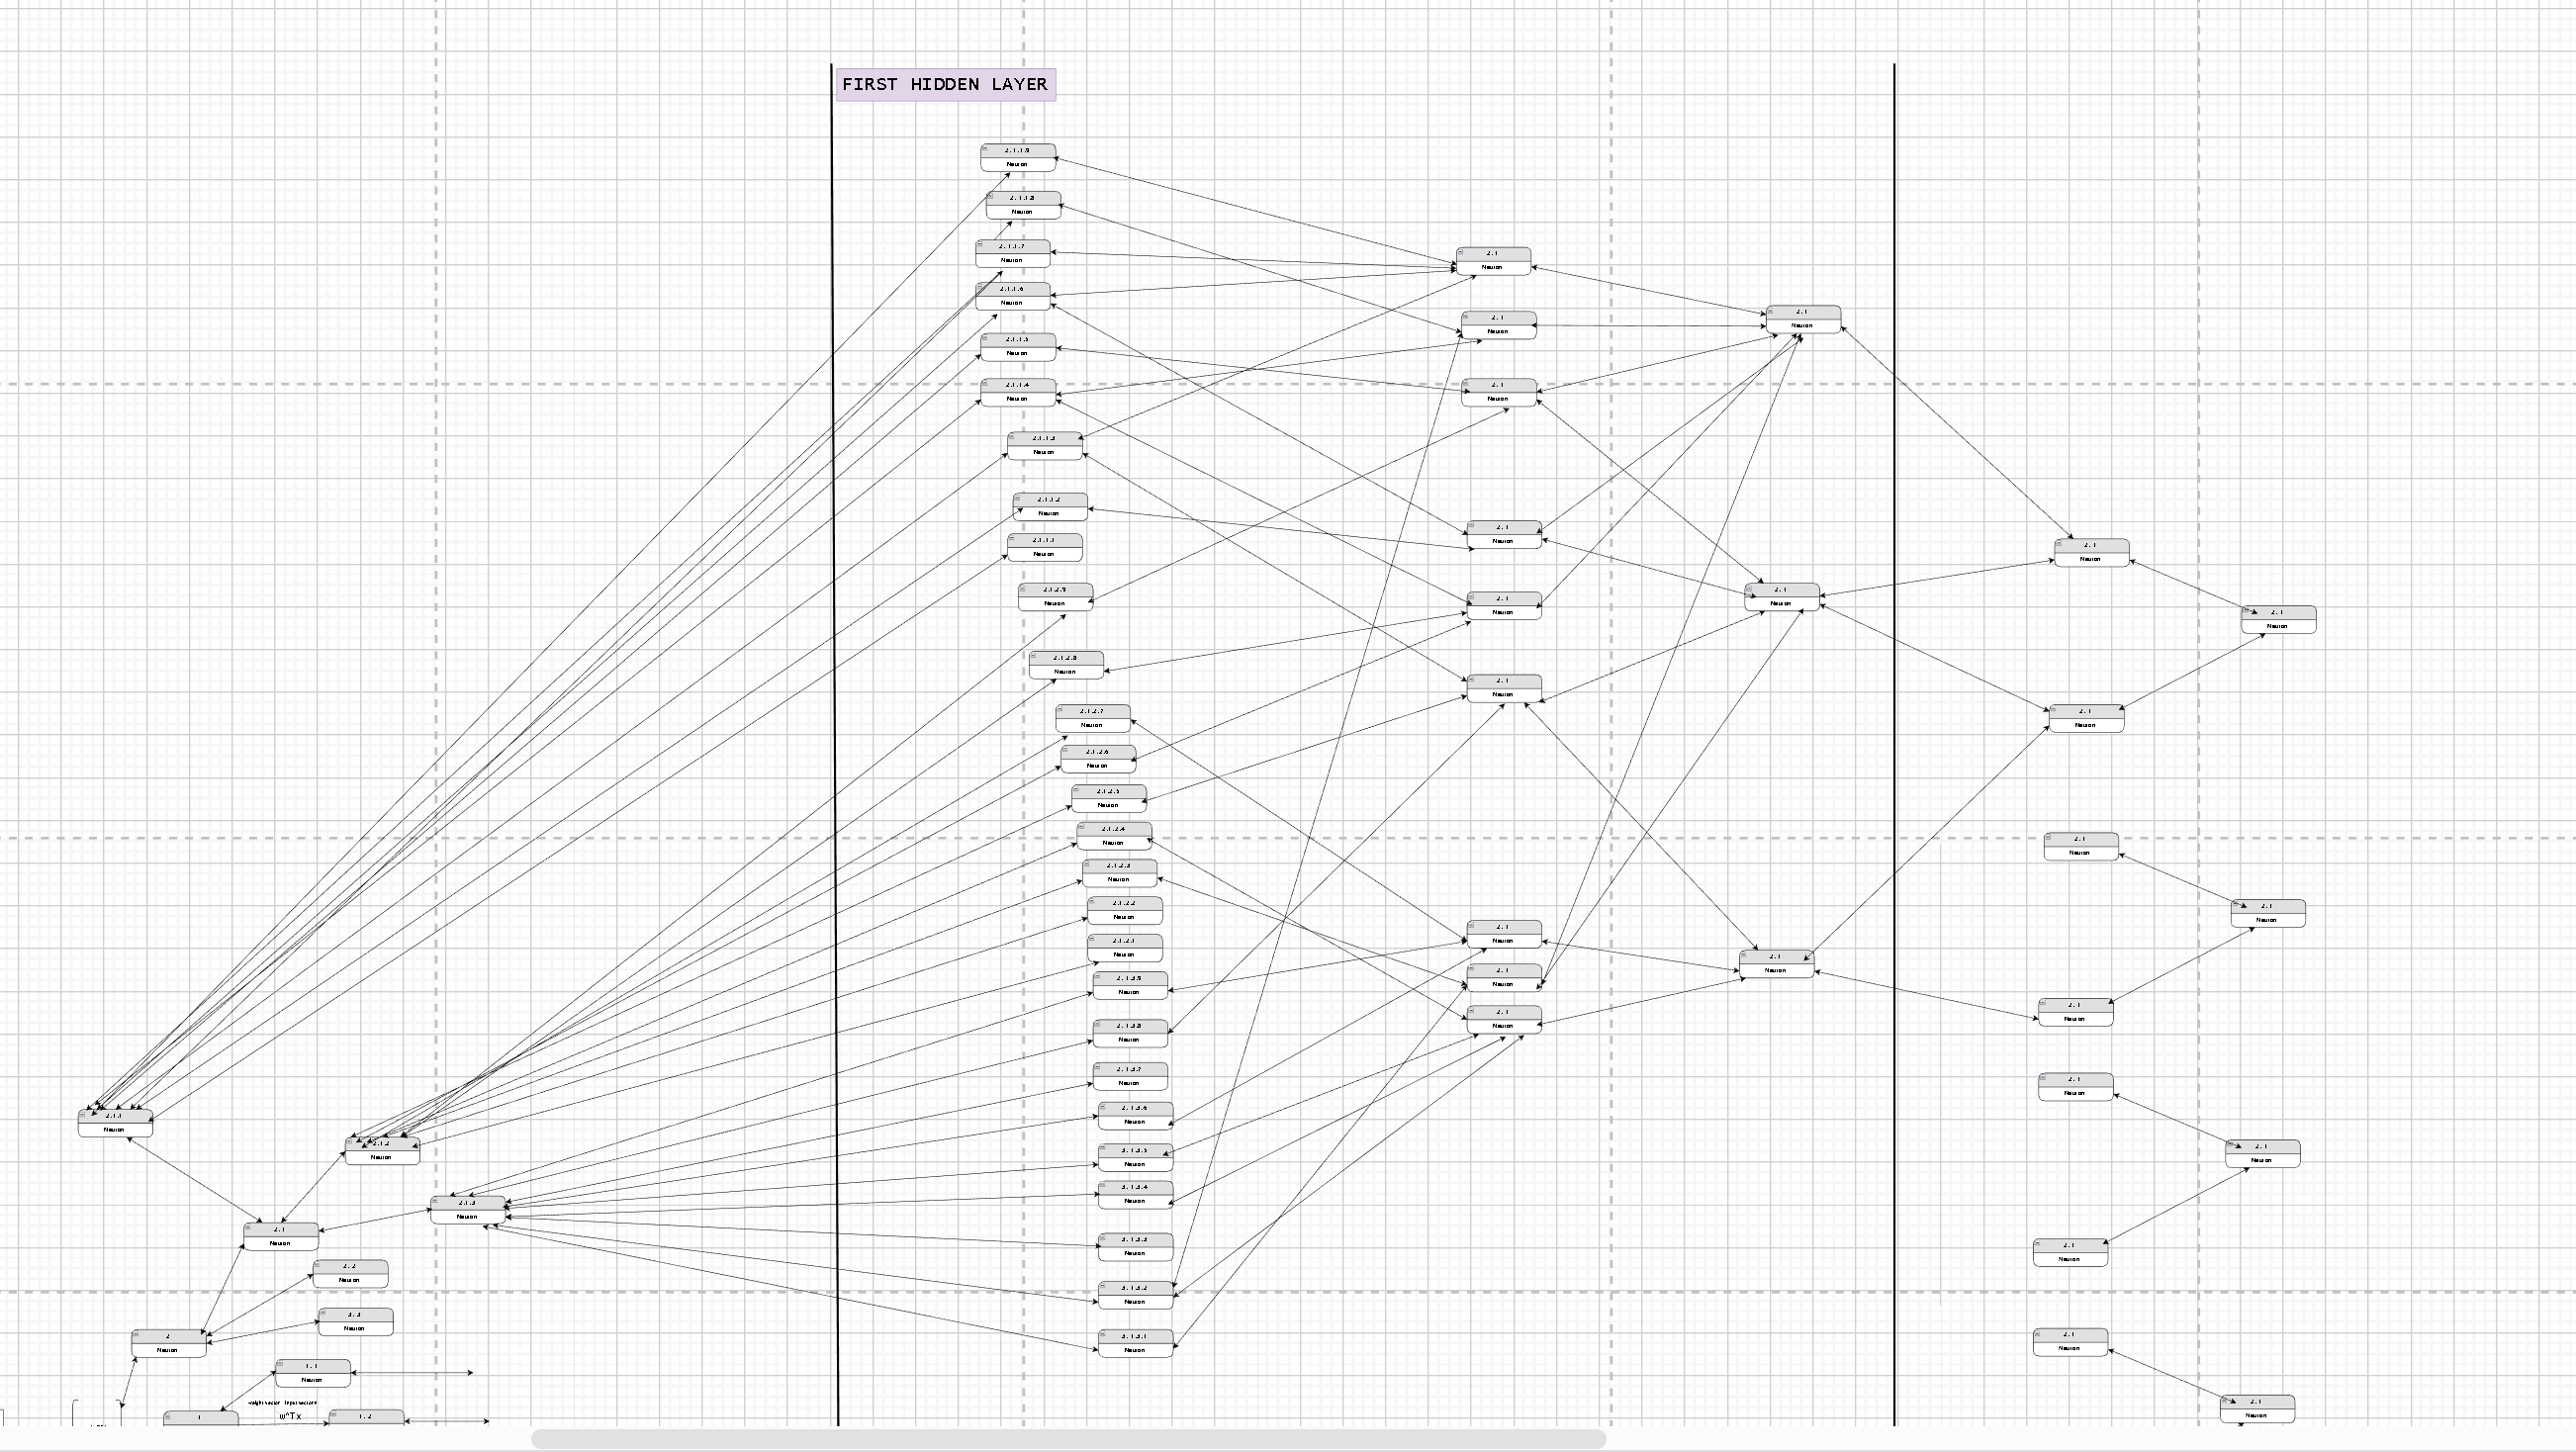 FIRST HIDDEN LAYER
2.1.1.9
Neuron
2.1.1.8
Neuron
2.1.1.7
Neuron
2.1
Neuron
2.1.1.6
Neuron
2.1
Neuron
2.1
Neuron
2.1.1.5
Neuron
2.1.1.4
Neuron
2.1
Neuron
2.1.1.3
Neuron
2.1.1.2
Neuron
2.1
Neuron
2.1.1.1
Neuron
2.1
Neuron
2.1.2.9
Neuron
2.1
Neuron
2.1
Neuron
2.1
Neuron
2.1.2.8
Neuron
2.1
Neuron
2.1.2.7
Neuron
2.1
Neuron
2.1.2.6
Neuron
2.1.2.5
Neuron
2.1.2.4
Neuron
2.1
Neuron
2.1.2.3
Neuron
2.1.2.2
Neuron
2.1
Neuron
2.1.2.1
Neuron
2.1
Neuron
2.1
Neuron
2.1
Neuron
2.1.3.9
Neuron
2.1
Neuron
2.1
Neuron
2.1.3.8
Neuron
2.1.3.7
Neuron
2.1
Neuron
2.1.3.6
Neuron
2.1.1
Neuron
2.1.2
Neuron
3.1.3.5
Neuron
2.1
Neuron
3.1.3.4
Neuron
2.1.3
Neuron
2.1
Neuron
3.1.3.3
Neuron
2.1
Neuron
2.2
Neuron
3.1.3.2
Neuron
3.3
Neuron
2
Neuron
3.1.3.1
Neuron
2.1
Neuron
1.1
Neuron
weight vector input vectors
w^Tx
1
1.2
2.1
Neuron